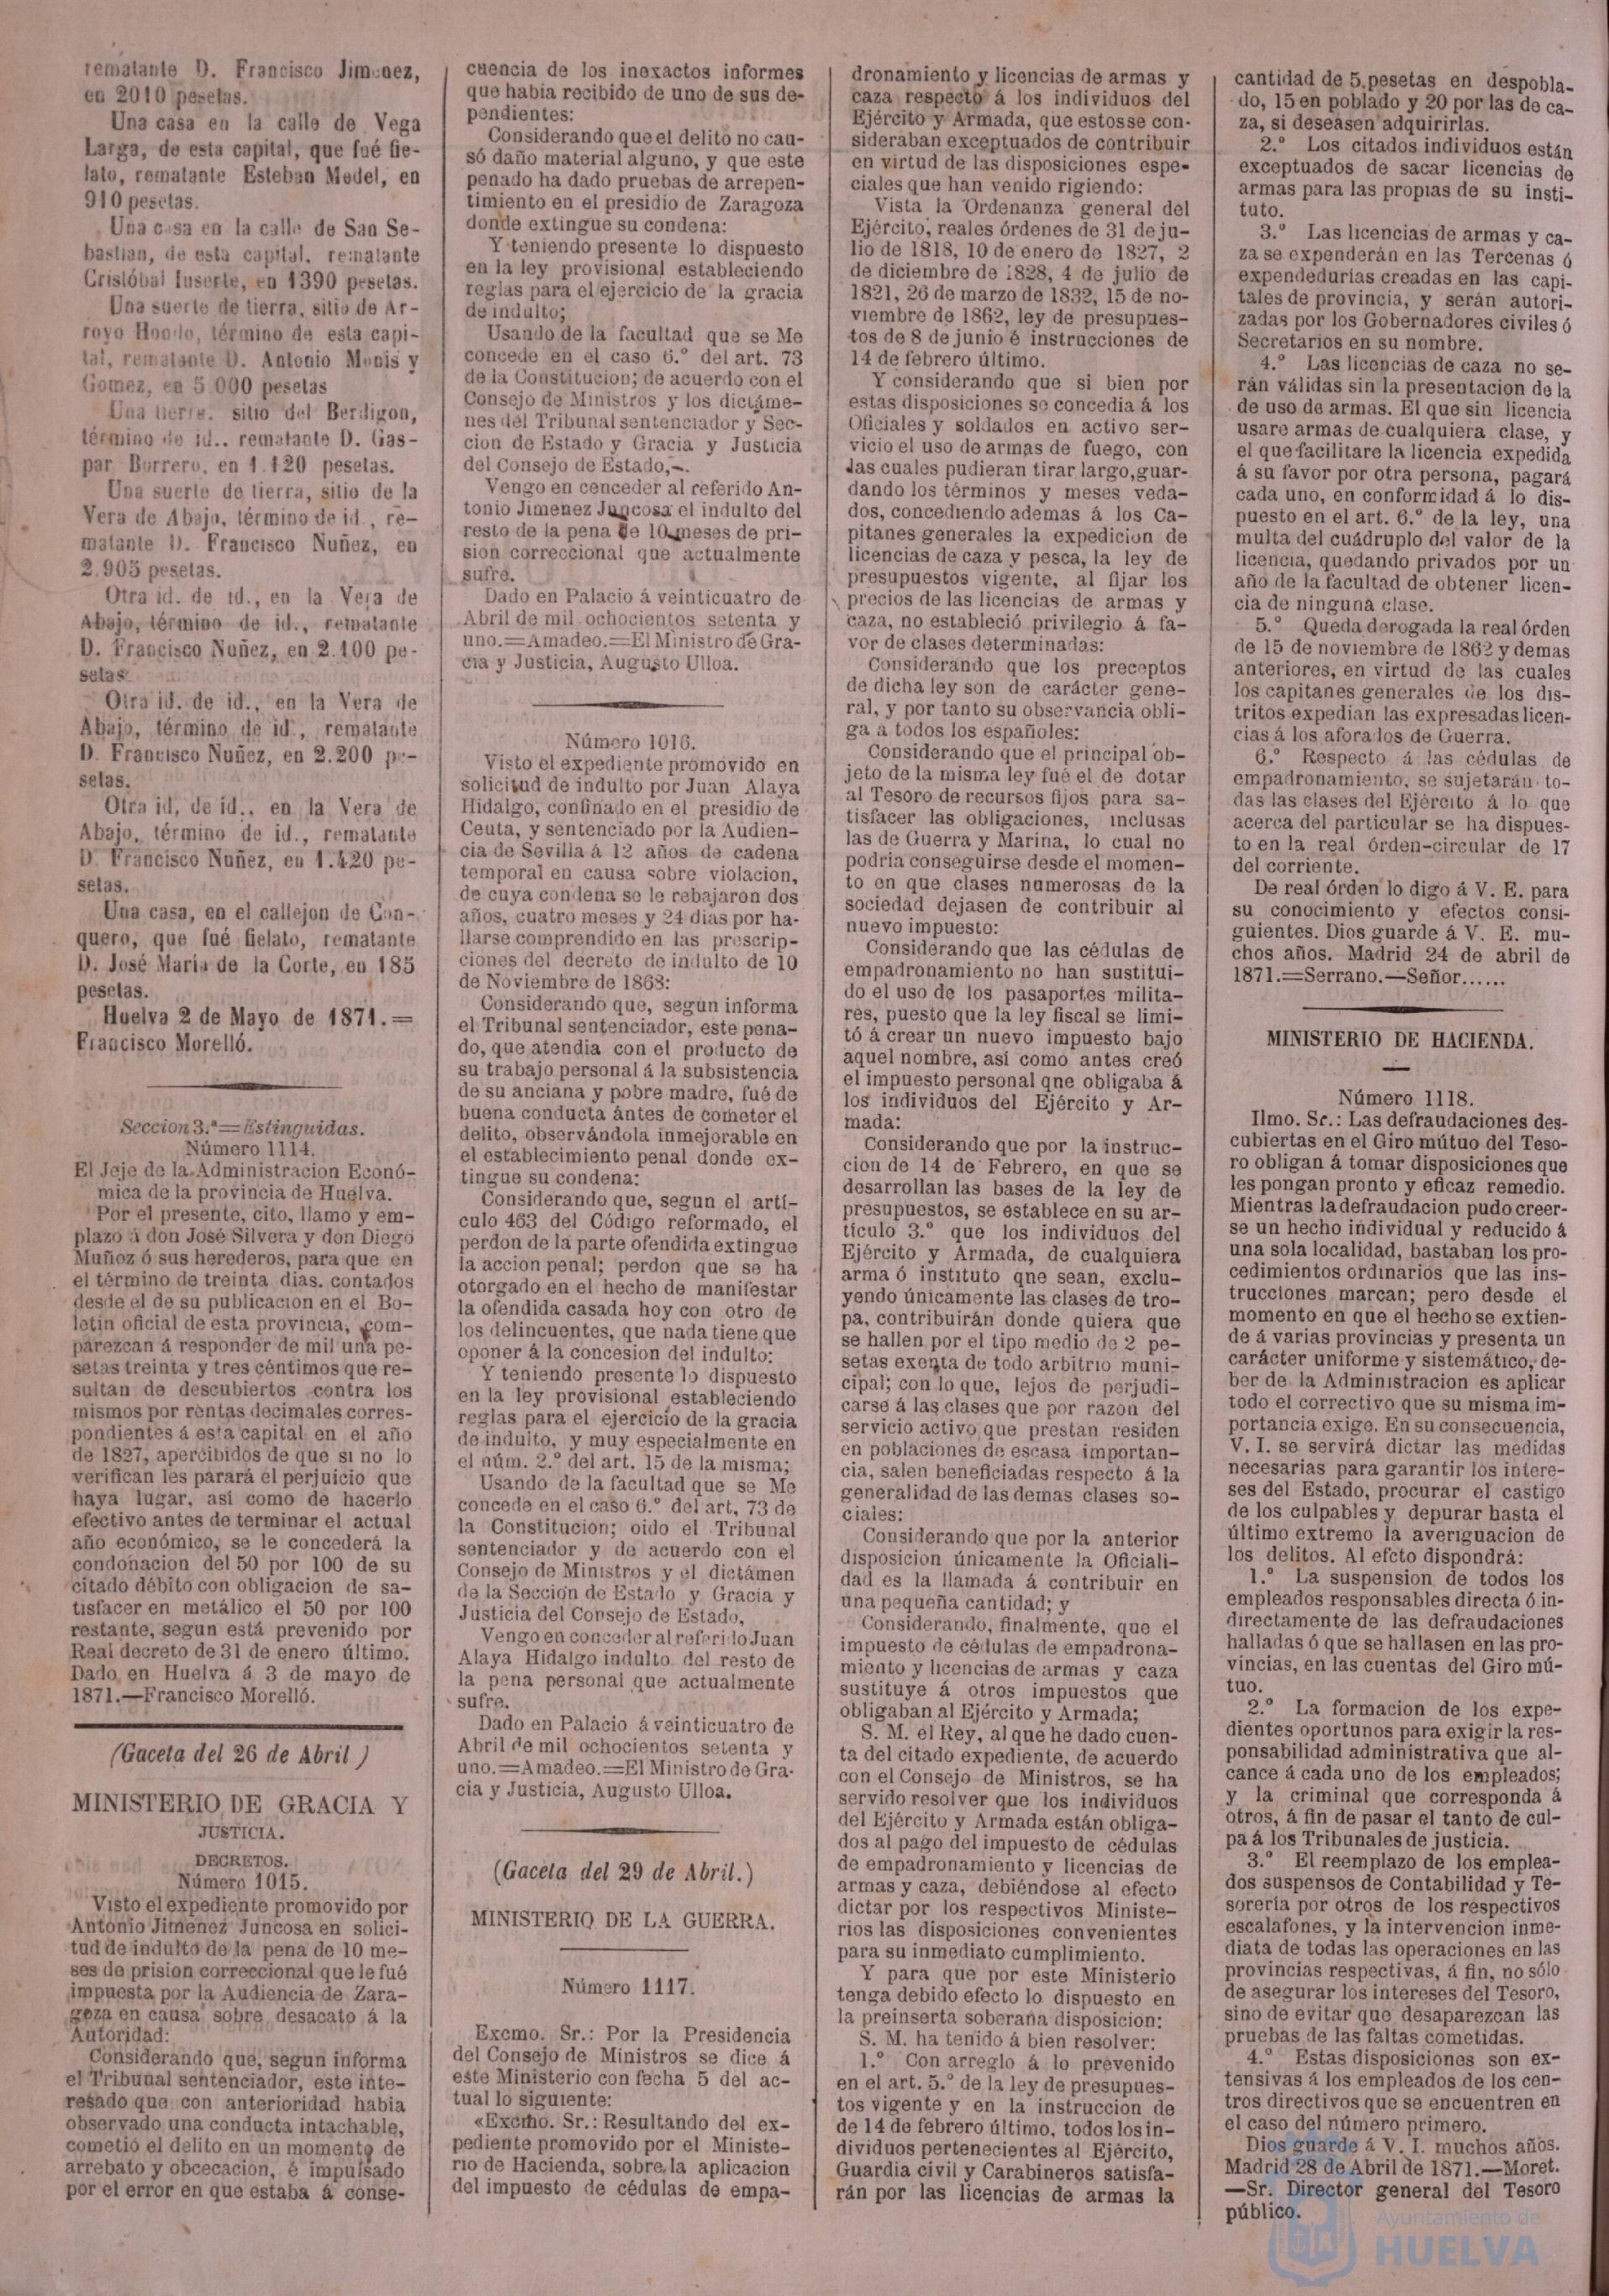 rematante D. Francisco Jimenez,
en 2010 pesetas.
Una casa en la calle de Vega
Larga, de esta capital, que fué fie-
lato, rematante Esteban Medel, en
910 pesetas.
Una casa en la calle de San Se-
bastian, de esta capital, rematante
Cristóbal Inserte, en 1390 pesetas.
Una suerte de tierra, sitio de Ar-
royo Hondo, término de esta capi-
tal, rematante D. Antonio Monis y
Gomez, en 5.000 pesetas
Una tierra, sitio del Berdigon,
término de id.. rematante D. Gas-
par Borrero, en 1.120 pesetas.
Una suerte de tierra, sitio de la
Vera de Abajo, término de id., re-
matante D. Francisco Nuñez, en
2.905 pesetas.
Otra id. de id., en la Vera de
Abajo, término de id., rematante
D. Francisco Nuñez, en 2.100 pe-
setas
Otra id. de id., en la Vera de
Abajo, término de id., rematante
D. Francisco Nuñez, en 2.200 pe-
setas.
Otra id, de id., en la Vera de
Abajo, término de id., rematante
D. Francisco Nuñez, en 1.420 pe-
setas.
Una casa, en el callejon de Con-
quero, que fué fielato, rematante
D. José María de la Corte, en 185
pesetas.
Huelva 2 de Mayo de 1871.=
Francisco Morelló.
Seccion 3.ª=Estinguidas.
Número 1114.
El Jeje de la Administracion Econó-
mica de la provincia de Huelva.
Por el presente, cito, llamo y em-
plazo á don José Silvera y don Diego
Muñoz ó sus herederos, para que en
el término de treinta dias. contados
desde el de su publicacion en el Bo-
letin oficial de esta provincia, com-
parezcan á responder de mil una pe-
setas treinta y tres céntimos que re-
sultan de descubiertos contra los
mismos por rentas decimales corres-
pondientes á esta capital en el año
de 1827, apercibidos de que si no lo
verifican les parará el perjuicio que
haya lugar, así como de hacerlo
efectivo antes de terminar el actual
año económico, se le concederá la
condonacion del 50 por 100 de su
citado débito con obligacion de sa-
tisfacer en metálico el 50 por 100
restante, segun está prevenido por
Real decreto de 31 de enero último.
Dado en Huelva á 3 de mayo de
1871.—Francisco Morelló.
(Gaceta del 26 de Abril )
MINISTERIO DE GRACIA Y
JUSTICIA.
DECRETOS.
Número 1015.
Visto el expediente promovido por
Antonio Jimenez Juncosa en solici-
tud de indulto de la pena de 10 me-
ses de prision correccional que le fué
impuesta por la Audiencia de Zara-
goza en causa sobre desacato á la
Autoridad:
Considerando que, segun informa
el Tribunal sentenciador, este inte-
resado que con anterioridad habia
observado una conducta intachable,
cometió el delito en un momento de
arrebato y obcecacion, é impulsado
por el error en que estaba á conse-
cuencia de los inexactos informes
que habia recibido de uno de sus de-
pendientes:
Considerando que el delito no cau-
só daño material alguno, y que este
penado ha dado pruebas de arrepen-
timiento en el presidio de Zaragoza
donde extingue su condena:
Y teniendo presente lo dispuesto
en la ley provisional estableciendo
reglas para el ejercicio de la gracia
de indulto;
Usando de la facultad que se Me
concede en el caso 6.º del art. 73
de la Constitucion; de acuerdo con el
Consejo de Ministros y los dictáme-
nes del Tribunal sentenciador y Sec-
cion de Estado y Gracia y Justicia
del Consejo de Estado,—.
Vengo en cenceder al referido An-
tonio Jimenez Juncosa el indulto del
resto de la pena de 10 meses de pri-
sion correccional que actualmente
sufre.
Dado en Palacio á veinticuatro de
Abril de mil ochocientos setenta y
uno.=Amadeo.=El Ministro de Gra-
cia y Justicia, Augusto Ulloa.
Número 1016.
Visto el expediente promovido en
solicitud de indulto por Juan Alaya
Hidalgo, confinado en el presidio de
Ceuta, y sentenciado por la Audien-
cia de Sevilla á 12 años de cadena
temporal en causa sobre violacion,
de cuya condena se le rebajaron dos
años, cuatro meses y 24 dias por ha-
llarse comprendido en las prescrip-
ciones del decreto de indulto de 10
de Noviembre de 1868:
Considerando que, segun informa
el Tribunal sentenciador, este pena-
do, que atendia con el producto de
su trabajo personal á la subsistencia
de su anciana y pobre madre, fué de
buena conducta ántes de cometer el
delito, observándola inmejorable en
el establecimiento penal donde ex-
tingue su condena:
Considerando que, segun el artí-
culo 463 del Código reformado, el
perdon de la parte ofendida extingue
la accion penal; perdon que se ha
otorgado en el hecho de manifestar
la ofendida casada hoy con otro de
los delincuentes, que nada tiene que
oponer á la concesion del indulto:
Y teniendo presente lo dispuesto
en la ley provisional estableciendo
reglas para el ejercicio de la gracia
de indulto, y muy especialmente en
el núm. 2.º del art. 15 de la misma;
Usando de la facultad que se Me
concede en el caso 6.º del art, 73 de
la Constitucion; oido el Tribunal
sentenciador y de acuerdo con el
Consejo de Ministros y el dictámen
de la Seccion de Estado y Gracia y
Justicia del Consejo de Estado,
Vengo en conceder al referido Juan
Alaya Hidalgo indulto del resto de
la pena personal que actualmente
sufre.
Dado en Palacio á veinticuatro de
Abril de mil ochocientos setenta y
uno.=Amadeo.=El Ministro de Gra-
cia y Justicia, Augusto Ulloa.
(Gaceta del 29 de Abril.)
MINISTERIO DE LA GUERRA.
Número 1117.
Excmo. Sr.: Por la Presidencia
del Consejo de Ministros se dice á
este Ministerio con fecha 5 del ac-
tual lo siguiente:
«Excmo. Sr.: Resultando del ex-
pediente promovido por el Ministe-
rio de Hacienda, sobre la aplicacion
del impuesto de cédulas de empa-
dronamiento y licencias de armas y
caza respecto á los individuos del
Ejército y Armada, que estosse con-
sideraban exceptuados de contribuir
en virtud de las disposiciones espe-
ciales que han venido rigiendo:
Vista la Ordenanza general del
Ejército, reales órdenes de 31 de ju-
lio de 1818, 10 de enero de 1827, 2
de diciembre de 1828, 4 de julio de
1821, 26 de marzo de 1832, 15 de no-
viembre de 1862, ley de presupues-
tos de 8 de junio é instrucciones de
14 de febrero último.
Y considerando que si bien por
estas disposiciones se concedia á los
Oficiales y soldados en activo ser-
vicio el uso de armas de fuego, con
las cuales pudieran tirar largo, guar-
dando los términos y meses veda-
dos, concediendo ademas á los Ca-
pitanes generales la expedicion de
licencias de caza y pesca, la ley de
presupuestos vigente, al fijar los
precios de las licencias de armas y
caza, no estableció privilegio á fa-
vor de clases determinadas:
Considerando que los preceptos
de dicha ley son de carácter gene-
ral, y por tanto su observancia obli-
ga á todos los españoles:
Considerando que el principal ob-
jeto de la misma ley fué el de dotar
al Tesoro de recursos fijos para sa-
tisfacer las obligaciones, inclusas
las de Guerra y Marina, lo cual no
podria conseguirse desde el momen-
to en que clases numerosas de la
sociedad dejasen de contribuir al
nuevo impuesto:
Considerando que las cédulas de
empadronamiento no han sustitui-
do el uso de los pasaportes milita-
res, puesto que la ley fiscal se limi-
tó á crear un nuevo impuesto bajo
aquel nombre, así como antes creó
el impuesto personal qne obligaba á
los individuos del Ejército y Ar-
mada:
Considerando que por la instruc-
cion de 14 de Febrero, en que se
desarrollan las bases de la ley de
presupuestos, se establece en su ar-
tículo 3.º que los individuos del
Ejército y Armada, de cualquiera
arma ó instituto qne sean, exclu-
yendo únicamente las clases de tro-
pa, contribuirán donde quiera que
se hallen por el tipo medio de 2 pe-
setas exenta de todo arbitrio muni-
cipal; con lo que, lejos de perjudi-
carse á las clases que por razon del
servicio activo que prestan residen
en poblaciones de escasa importan-
cia, salen beneficiadas respecto á la
generalidad de las demas clases so-
ciales:
Considerando que por la anterior
disposicion únicamente la Oficiali-
dad es la llamada á contribuir en
una pequeña cantidad; y
Considerando, finalmente, que el
impuesto de cédulas de empadrona-
miento y licencias de armas y caza
sustituye á otros impuestos que
obligaban al Ejército y Armada;
S. M. el Rey, al que he dado cuen-
ta del citado expediente, de acuerdo
con el Consejo de Ministros, se ha
servido resolver que los individuos
del Ejército y Armada están obliga-
dos al pago del impuesto de cédulas
de empadronamiento y licencias de
armas y caza, debiéndose al efecto
dictar por los respectivos Ministe-
rios las disposiciones convenientes
para su inmediato cumplimiento.
Y para que por este Ministerio
tenga debido efecto lo dispuesto en
la preinserta soberana disposicion;
S. M. ha tenido á bien resolver:
1.º Con arreglo á lo prevenido
en el art. 5.º de la ley de presupues-
tos vigente y en la instruccion de
de 14 de febrero último, todos los in-
dividuos pertenecientes al Ejército,
Guardia civil y Carabineros satisfa-
rán por las licencias de armas la
cantidad de 5 pesetas en despobla-
do, 15 en poblado y 20 por las de ca-
za, si deseasen adquirirlas.
2.º Los citados individuos están
exceptuados de sacar licencias de
armas para las propias de su insti-
tuto.
3.º Las licencias de armas y ca-
za se expenderán en las Tercenas ó
expendedurías creadas en las capi-
tales de provincia, y serán autori-
zadas por los Gobernadores civiles ó
Secretarios en su nombre.
4.º Las licencias de caza no se-
rán válidas sin la presentacion de la
de uso de armas. El que sin licencia
usare armas de cualquiera clase, y
el que facilitare la licencia expedida
á su favor por otra persona, pagará
cada uno, en conformidad á lo dis-
puesto en el art. 6.º de la ley, una
multa del cuádruplo del valor de la
licencia, quedando privados por un
año de la facultad de obtener licen-
cia de ninguna clase.
5.º Queda derogada la real órden
de 15 de noviembre de 1862 y demas
anteriores, en virtud de las cuales
los capitanes generales de los dis-
tritos expedian las expresadas licen-
cias á los aforados de Guerra.
6.º Respecto á las cédulas de
empadronamiento, se sujetarán to-
das las clases del Ejército á lo que
acerca del particular se ha dispues-
to en la real órden-circular de 17
del corriente.
De real órden lo digo á V. E. para
su conocimiento y efectos consi-
guientes. Dios guarde á V. E. mu-
chos años. Madrid 24 de abril de
1871.=Serrano.—Señor......
MINISTERIO DE HACIENDA.
Número 1118.
Ilmo. Sr.: Las defraudaciones des-
cubiertas en el Giro mútuo del Teso-
ro obligan á tomar disposiciones que
les pongan pronto y eficaz remedio.
Mientras la defraudacion pudo creer-
se un hecho individual y reducido á
una sola localidad, bastaban los pro-
cedimientos ordinarios que las ins-
trucciones marcan; pero desde el
momento en que el hecho se extien-
de á varias provincias y presenta un
carácter uniforme y sistemático, de-
ber de la Administracion es aplicar
todo el correctivo que su misma im-
portancia exige. En su consecuencia,
V. I. se servirá dictar las medidas
necesarias para garantir los intere-
ses del Estado, procurar el castigo
de los culpables y depurar hasta el
último extremo la averiguacion de
los delitos. Al efcto dispondrá:
1.º La suspension de todos los
empleados responsables directa ó in-
directamente de las defraudaciones
halladas ó que se hallasen en las pro-
vincias, en las cuentas del Giro mú-
tuo.
2.º La formacion de los expe-
dientes oportunos para exigir la res-
ponsabilidad administrativa que al-
cance á cada uno de los empleados;
y la criminal que corresponda á
otros, á fin de pasar el tanto de cul-
pa á los Tribunales de justicia.
3.º El reemplazo de los emplea-
dos suspensos de Contabilidad y Te-
sorería por otros de los respectivos
escalafones, y la intervencion inme-
diata de todas las operaciones en las
provincias respectivas, á fin, no sólo
de asegurar los intereses del Tesoro,
sino de evitar que desaparezcan las
pruebas de las faltas cometidas.
4.º Estas disposiciones son ex-
tensivas á los empleados de los cen-
tros directivos que se encuentren en
el caso del número primero.
Dios guarde á V. I. muchos años.
Madrid 28 de Abril de 1871.—Moret.
—Sr. Director general del Tesoro
público.
Ayuntamiento de
HUELVA